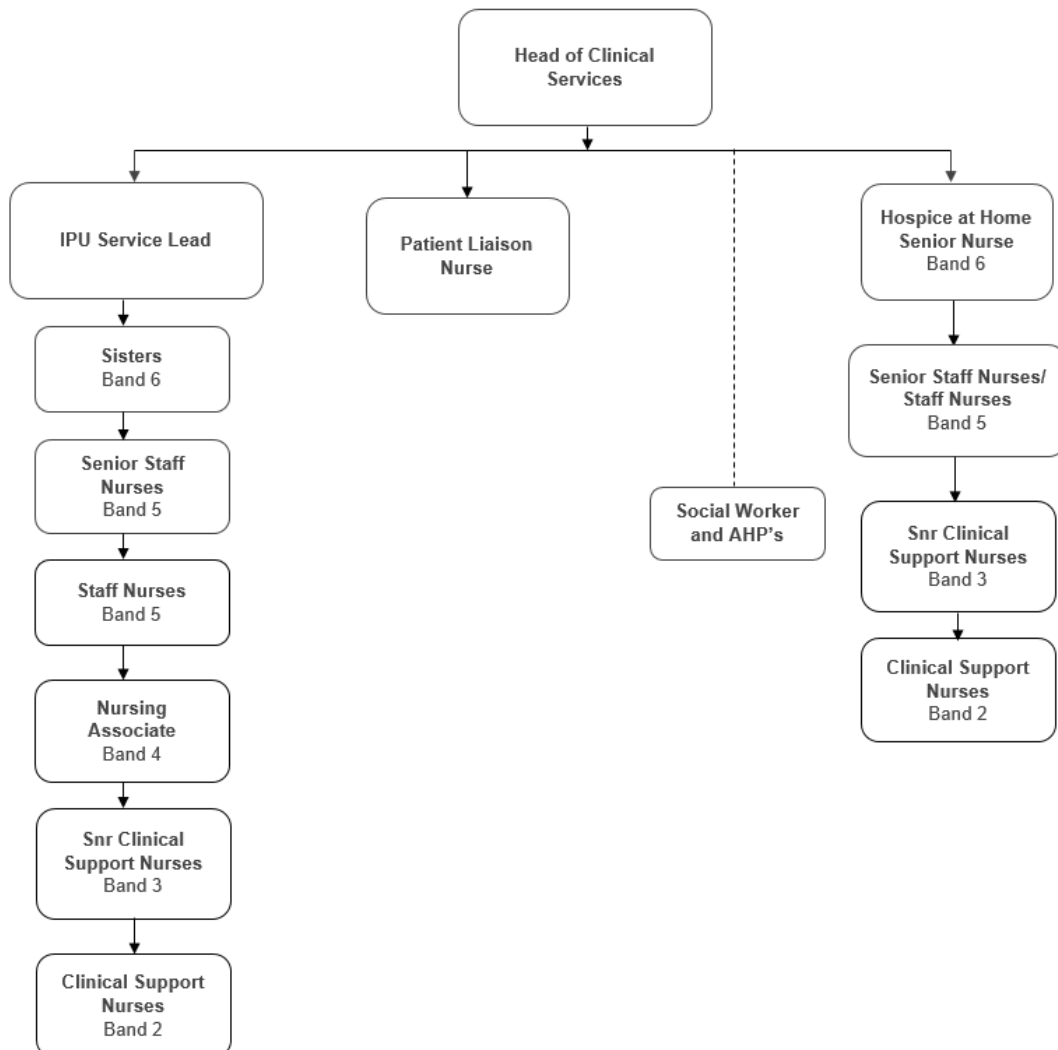 Head of Clinical
Services
IPU Service Lead
Patient Liaison
Nurse
Hospice at Home
Senior Nurse
Band 6
Sisters
Band 6
Senior Staff Nurses/
Staff Nurses
Band 5
Senior Staff
Nurses
Band 5
Social Worker
and AHP's
Snr Clinical
Support Nurses
Band 3
Staff Nurses
Band 5
Clinical Support
Nurses
Band 2
Nursing
Associate
Band 4
Snr Clinical
Support Nurses
Band 3
Clinical Support
Nurses
Band 2